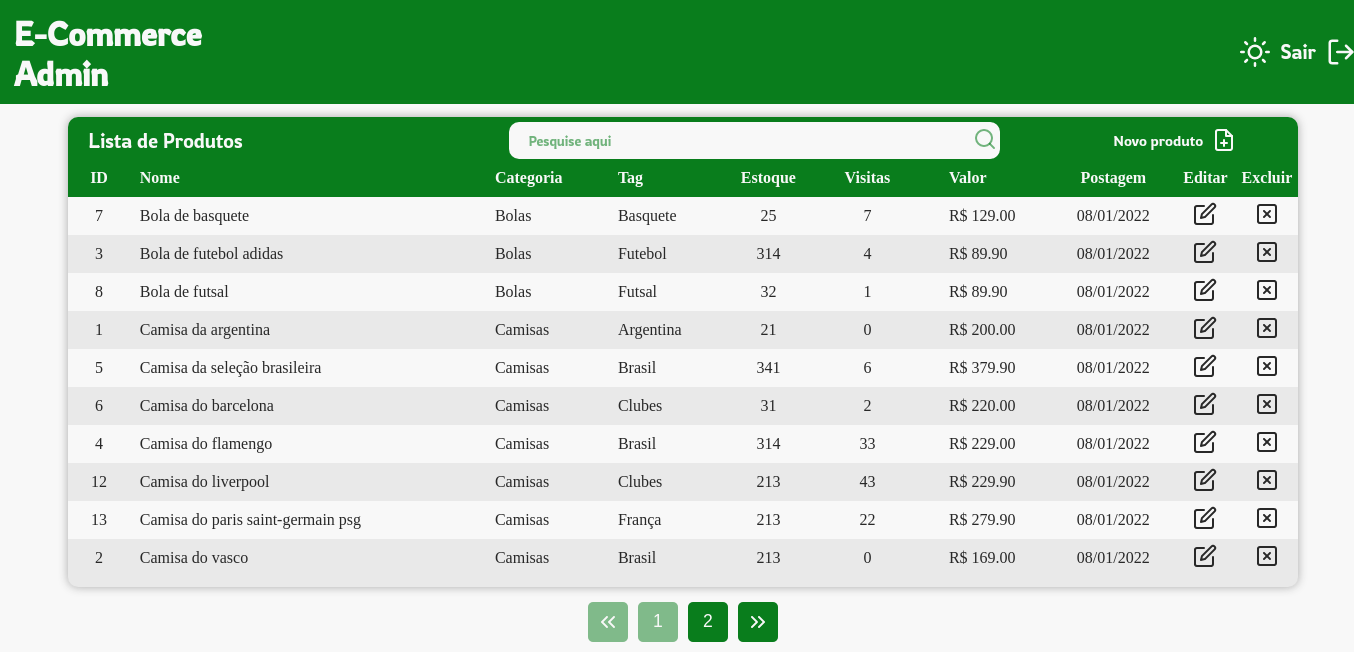 E-Commerce
Admin
Sair
Lista de Produtos
Pesquise aqui
Novo produto
ID Nome Categoria Tag Estoque Visitas Valor Postagem Editar Excluir
7 Bola de basquete Bolas Basquete 25 7 R$ 129.00 08/01/2022
3 Bola de futebol adidas Bolas Futebol 314 4 R$ 89.90 08/01/2022
8 Bola de futsal Bolas Futsal 32 1 R$ 89.90 08/01/2022
1 Camisa da argentina Camisas Argentina 21 0 R$ 200.00 08/01/2022
5 Camisa da seleção brasileira Camisas Brasil 341 6 R$ 379.90 08/01/2022
6 Camisa do barcelona Camisas Clubes 31 2 R$ 220.00 08/01/2022
4 Camisa do flamengo Camisas Brasil 314 33 R$ 229.00 08/01/2022
12 Camisa do liverpool Camisas Clubes 213 43 R$ 229.90 08/01/2022
13 Camisa do paris saint-germain psg Camisas França 213 22 R$ 279.90 08/01/2022
2 Camisa do vasco Camisas Brasil 213 0 R$ 169.00 08/01/2022
1 2